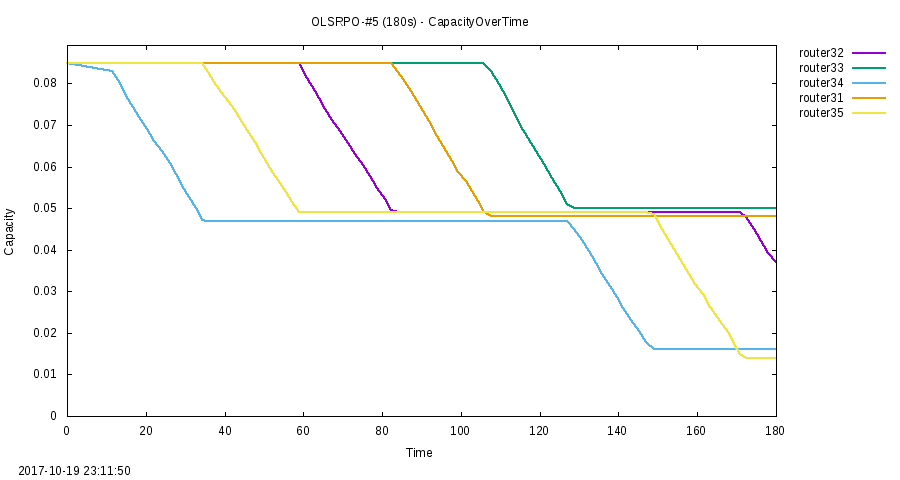 OLSRPO-#5 (180s) - CapacityOverTime
router32
router33
router34
router31
router35
Capacity
0.08
0.07
0.06
0.05
0.04
0.03
0.02
0.01
0
0 20 40 60 80 100 120 140 160 180
Time
2017-10-19 23:11:50